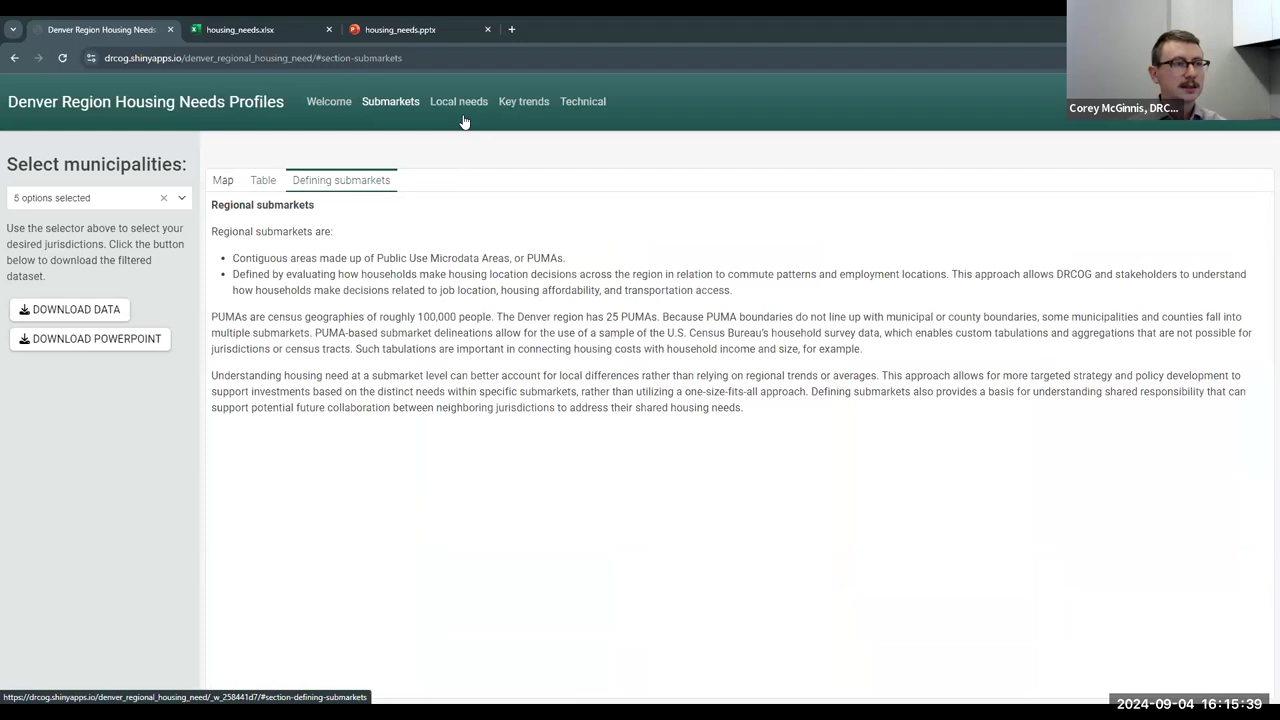 Denver Region Housing Needs
housing_needs.xlsx
housing_needs.pptx
drcog.shinyapps.io/denver_regional_housing_need/#section-submarkets
Denver Region Housing Needs Profiles
Welcome
Submarkets
Local needs
Key trends
Technical
Corey McGinnis, DRC...
Select municipalities:
5 options selected
Use the selector above to select your
desired jurisdictions. Click the button
below to download the filtered
dataset.
DOWNLOAD DATA
DOWNLOAD POWERPOINT
Map
Table
Defining submarkets
Regional submarkets
Regional submarkets are:
• Contiguous areas made up of Public Use Microdata Areas, or PUMAs.
• Defined by evaluating how households make housing location decisions across the region in relation to commute patterns and employment locations. This approach allows DRCOG and stakeholders to understand
how households make decisions related to job location, housing affordability, and transportation access.
PUMAs are census geographies of roughly 100,000 people. The Denver region has 25 PUMAs. Because PUMA boundaries do not line up with municipal or county boundaries, some municipalities and counties fall into
multiple submarkets. PUMA-based submarket delineations allow for the use of a sample of the U.S. Census Bureau's household survey data, which enables custom tabulations and aggregations that are not possible for
jurisdictions or census tracts. Such tabulations are important in connecting housing costs with household income and size, for example.
Understanding housing need at a submarket level can better account for local differences rather than relying on regional trends or averages. This approach allows for more targeted strategy and policy development to
support investments based on the distinct needs within specific submarkets, rather than utilizing a one-size-fits-all approach. Defining submarkets also provides a basis for understanding shared responsibility that can
support potential future collaboration between neighboring jurisdictions to address their shared housing needs.
https://drcog.shinyapps.io/denver_regional_housing_need/_w_258441d7/#section-defining-submarkets
2024-09-04 16:15:39